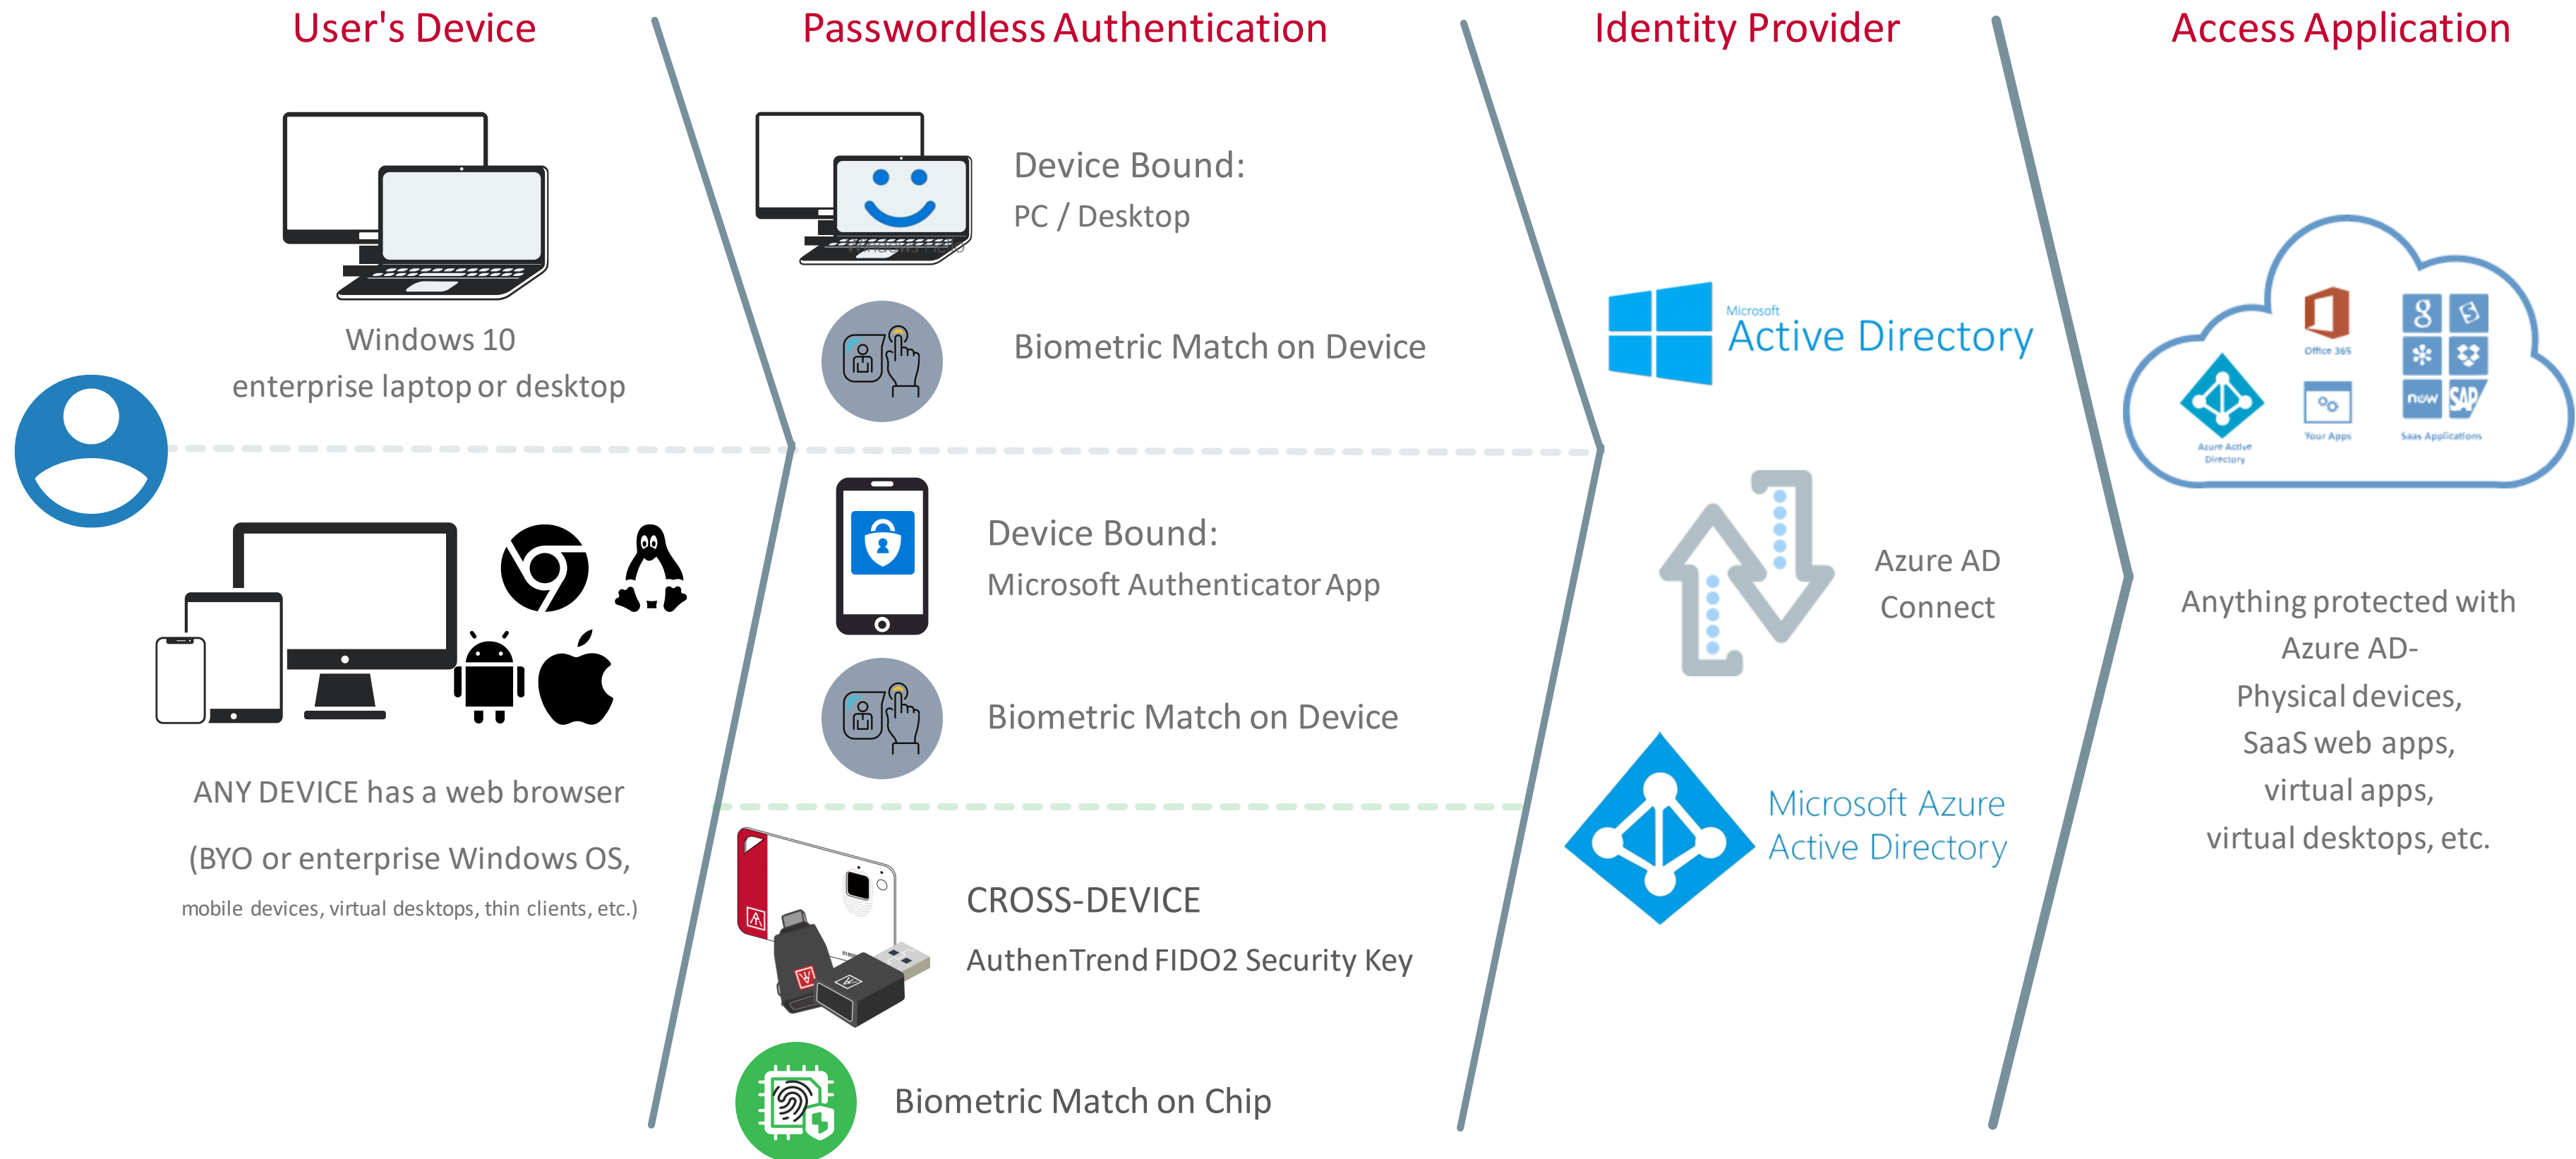 User's Device
Passwordless Authentication
Identity Provider
Access Application
Windows 10
enterprise laptop or desktop
ANY DEVICE has a web browser
(BYO or enterprise Windows OS,
mobile devices, virtual desktops, thin clients, etc.)
Device Bound:
PC / Desktop
Windows Hello
Biometric Match on Device
Device Bound:
Microsoft Authenticator App
Biometric Match on Device
CROSS-DEVICE
AuthenTrend FIDO2 Security Key
Biometric Match on Chip
Microsoft
Active Directory
Azure AD
Connect
Microsoft Azure
Active Directory
Office 365
Azure Active
Directory
Your Apps
now
SAP
Saas Applications
Anything protected with
Azure AD-
Physical devices,
SaaS web apps,
virtual apps,
virtual desktops, etc.